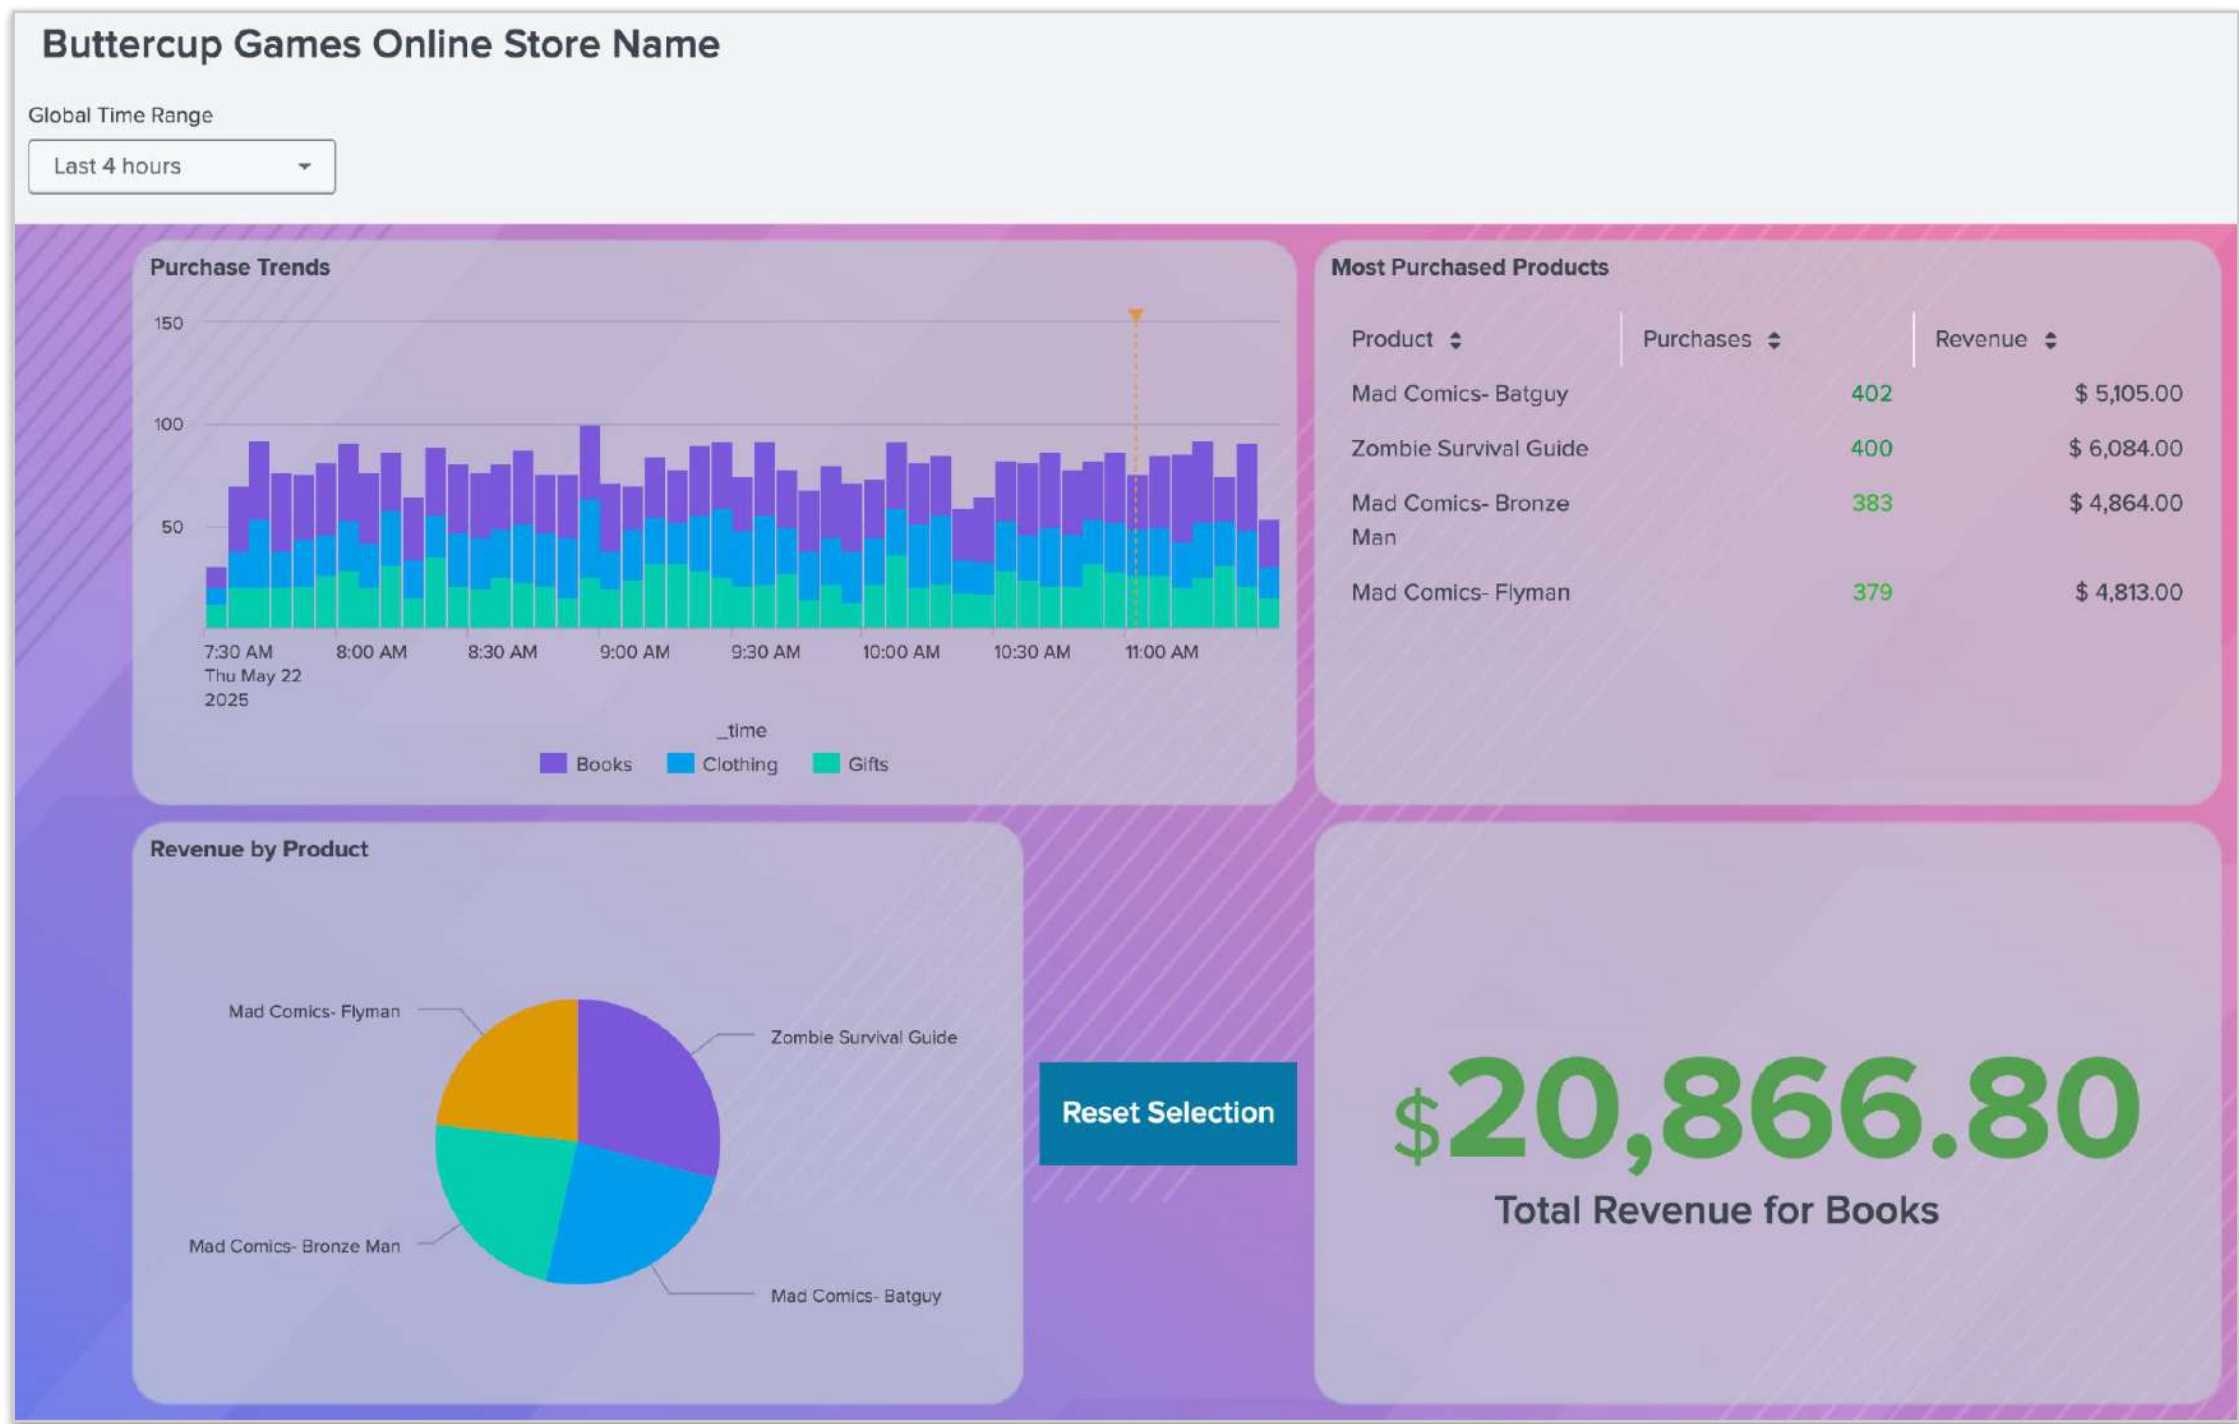 Buttercup Games Online Store Name
Global Time Range
Last 4 hours
Purchase Trends
150
100
50
7:30 AM 8:00 AM 8:30 AM 9:00 AM 9:30 AM 10:00 AM 10:30 AM 11:00 AM
Thu May 22
2025
_time
Books Clothing Gifts
Most Purchased Products
Product Purchases Revenue
Mad Comics- Batguy 402 $ 5,105.00
Zombie Survival Guide 400 $ 6,084.00
Mad Comics- Bronze 383 $ 4,864.00
Man
Mad Comics- Flyman 379 $ 4,813.00
Revenue by Product
Mad Comics- Flyman
Zombie Survival Guide
Mad Comics- Bronze Man
Mad Comics- Batguy
Reset Selection
$20,866.80
Total Revenue for Books